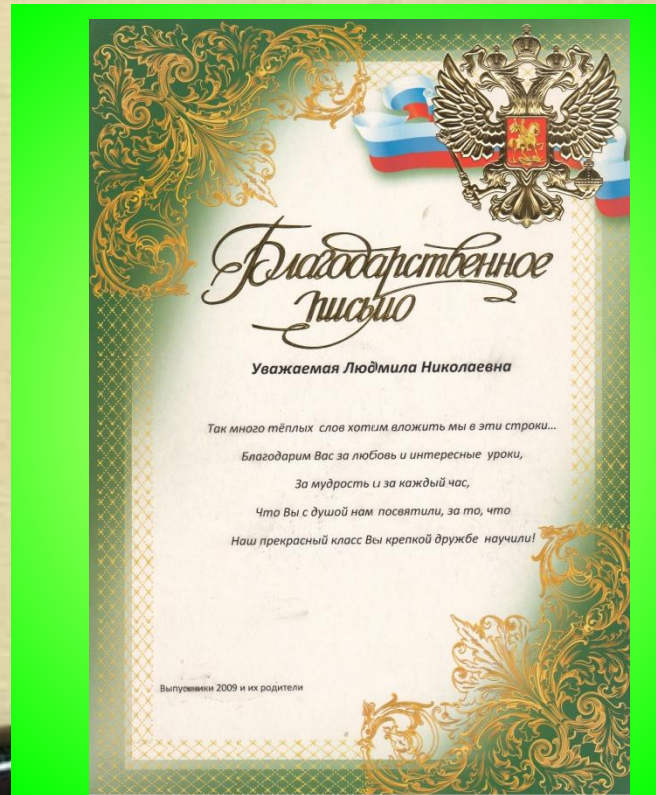 Благодарственное
письмо
Уважаемая Людмила Николаевна
Так много тёплых слов хотим вложить мы в эти строки...
Благодарим Вас за любовь и интересные уроки,
За мудрость и за каждый час,
Что Вы с душой нам посвятили, за то, что
Наш прекрасный класс Вы крепкой дружбе научили!
Выпускники 2009 и их родители